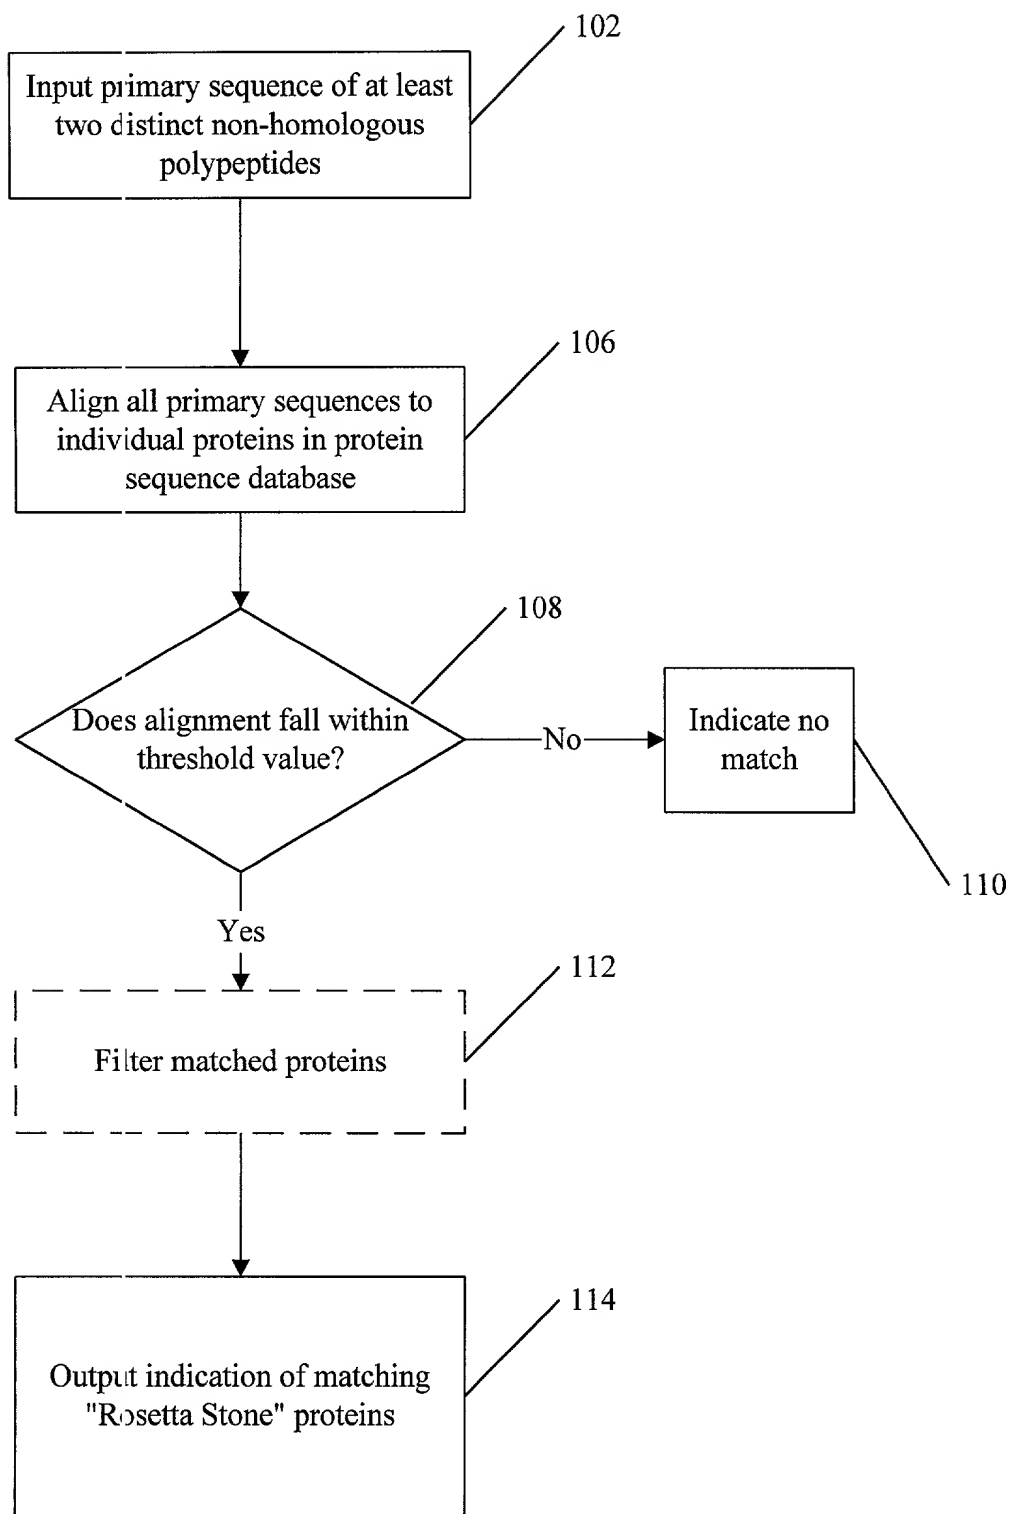 102
Input primary sequence of at least
two distinct non-homologous
polypeptides
106
Align all primary sequences to
individual proteins in protein
sequence database
108
Does alignment fall within
threshold value?
No
Indicate no
match
110
Yes
112
Filter matched proteins
114
Output indication of matching
"Rosetta Stone" proteins